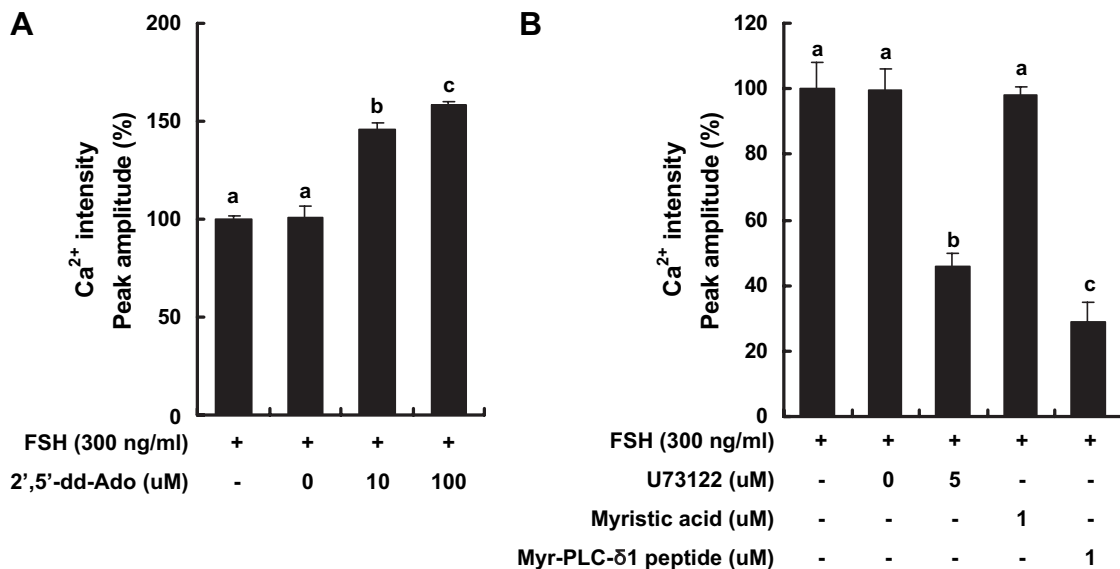 A
200
150
100
50
0
Ca²⁺ intensity
Peak amplitude (%)
a
a
b
c
FSH (300 ng/ml) + + + +
2’,5’-dd-Ado (uM) - 0 10 100
B
120
100
80
60
40
20
0
Ca²⁺ intensity
Peak amplitude (%)
a
a
b
a
c
FSH (300 ng/ml) + + + + +
U73122 (uM) - 0 5 - -
Myristic acid (uM) - - - 1 -
Myr-PLC-δ1 peptide (uM) - - - - 1